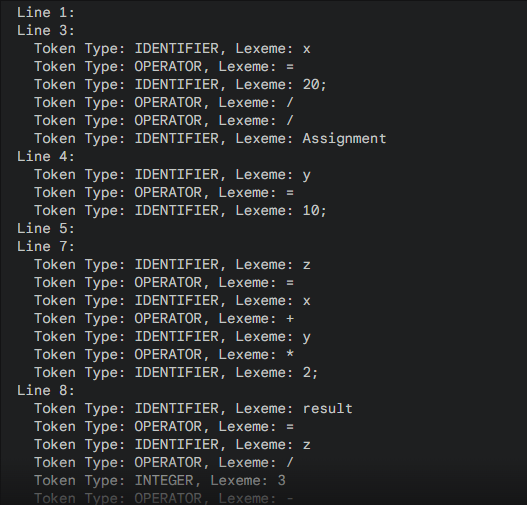 Line 1:
Line 3:
Token Type: IDENTIFIER, Lexeme: x
Token Type: OPERATOR, Lexeme: =
Token Type: IDENTIFIER, Lexeme: 20;
Token Type: OPERATOR, Lexeme: /
Token Type: OPERATOR, Lexeme: /
Token Type: IDENTIFIER, Lexeme: Assignment
Line 4:
Token Type: IDENTIFIER, Lexeme: y
Token Type: OPERATOR, Lexeme: =
Token Type: IDENTIFIER, Lexeme: 10;
Line 5:
Line 7:
Token Type: IDENTIFIER, Lexeme: z
Token Type: OPERATOR, Lexeme: =
Token Type: IDENTIFIER, Lexeme: x
Token Type: OPERATOR, Lexeme: +
Token Type: IDENTIFIER, Lexeme: y
Token Type: OPERATOR, Lexeme: *
Token Type: IDENTIFIER, Lexeme: 2;
Line 8:
Token Type: IDENTIFIER, Lexeme: result
Token Type: OPERATOR, Lexeme: =
Token Type: IDENTIFIER, Lexeme: z
Token Type: OPERATOR, Lexeme: /
Token Type: INTEGER, Lexeme: 3
Token Type: OPERATOR, Lexeme: -